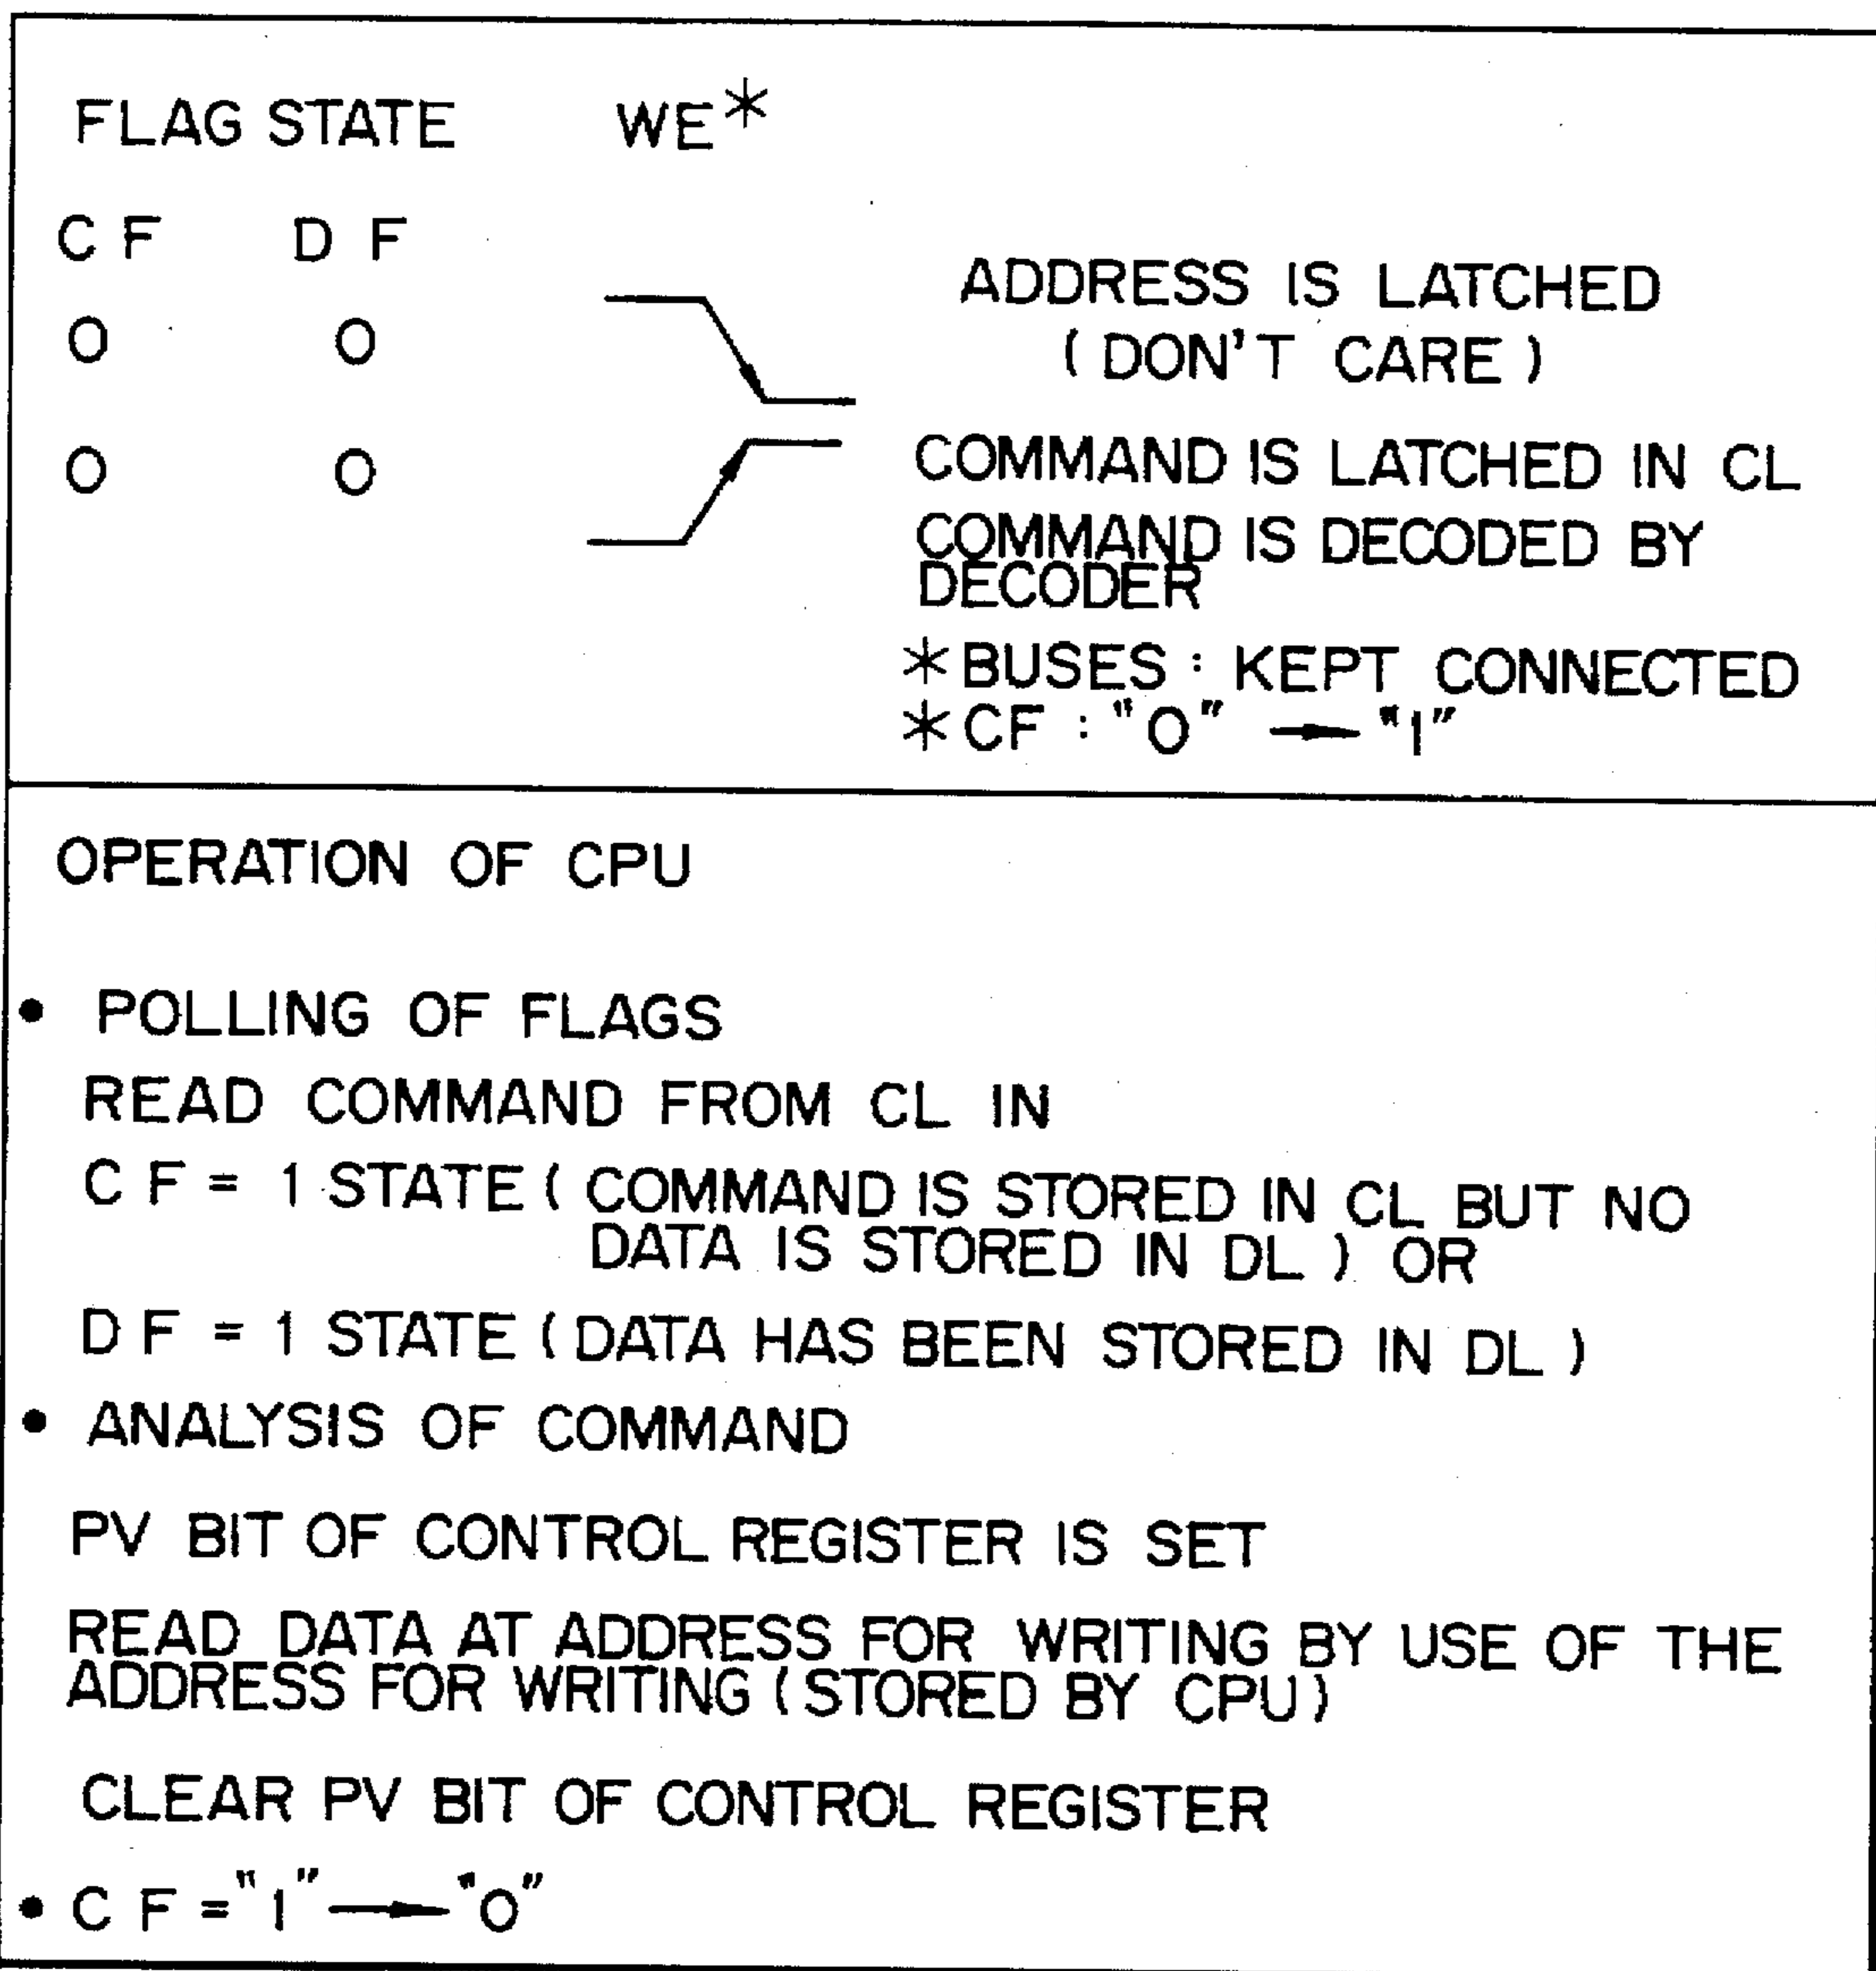 FLAG STATE WE*
CF DF
0 0
ADDRESS IS LATCHED
(DON'T CARE)
0 0
COMMAND IS LATCHED IN CL
COMMAND IS DECODED BY
DECODER
*BUSES : KEPT CONNECTED
*CF : "0" → "1"
OPERATION OF CPU
• POLLING OF FLAGS
READ COMMAND FROM CL IN
CF = 1 STATE ( COMMAND IS STORED IN CL BUT NO
DATA IS STORED IN DL ) OR
DF = 1 STATE ( DATA HAS BEEN STORED IN DL )
• ANALYSIS OF COMMAND
PV BIT OF CONTROL REGISTER IS SET
READ DATA AT ADDRESS FOR WRITING BY USE OF THE
ADDRESS FOR WRITING (STORED BY CPU)
CLEAR PV BIT OF CONTROL REGISTER
• CF = "1" → "0"